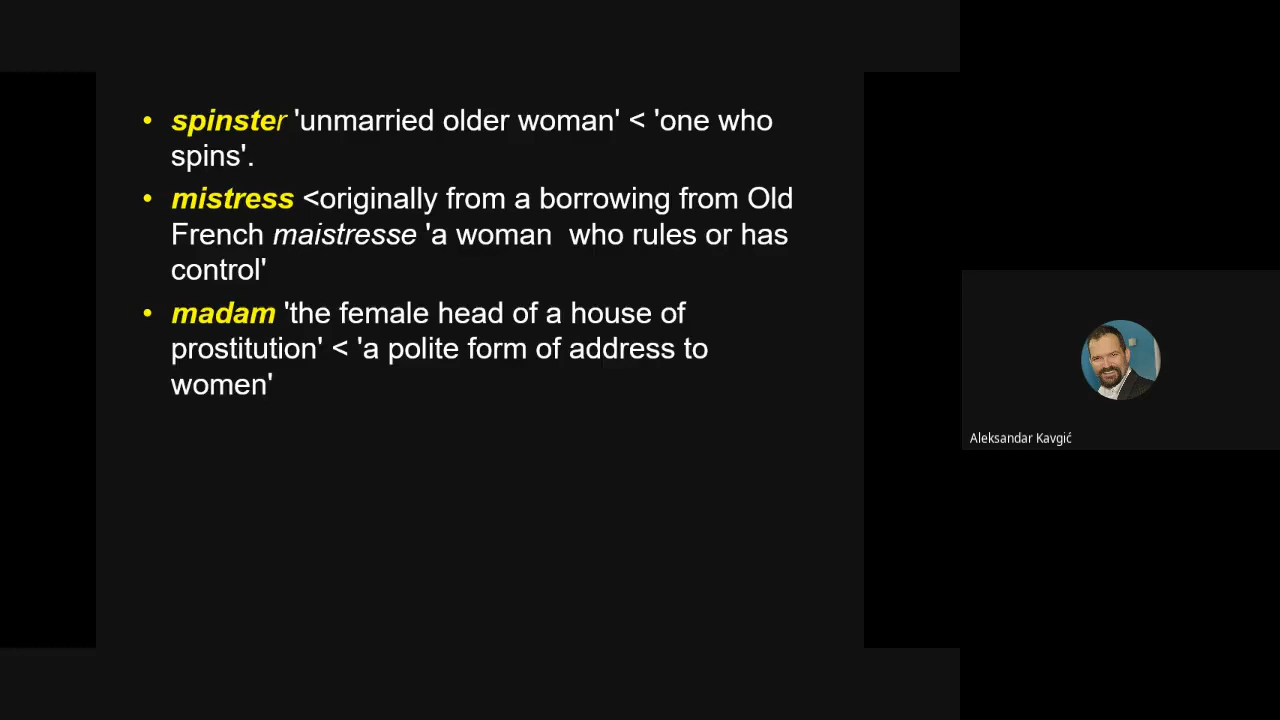 • spinster 'unmarried older woman' < 'one who
spins'.
• mistress <originally from a borrowing from Old
French maistresse 'a woman  who rules or has
control'
• madam 'the female head of a house of
prostitution' < 'a polite form of address to
women'
Aleksandar Kavgić